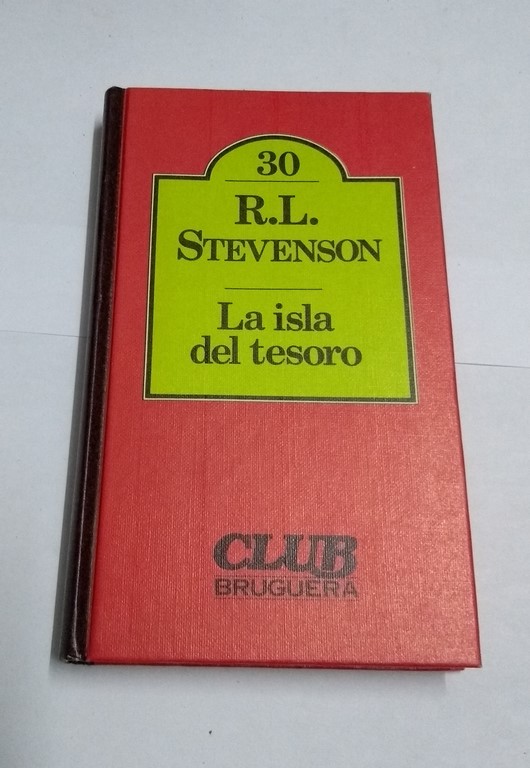 30
R.L.
STEVENSON
La isla
del tesoro
CLUB
BRUGUERA